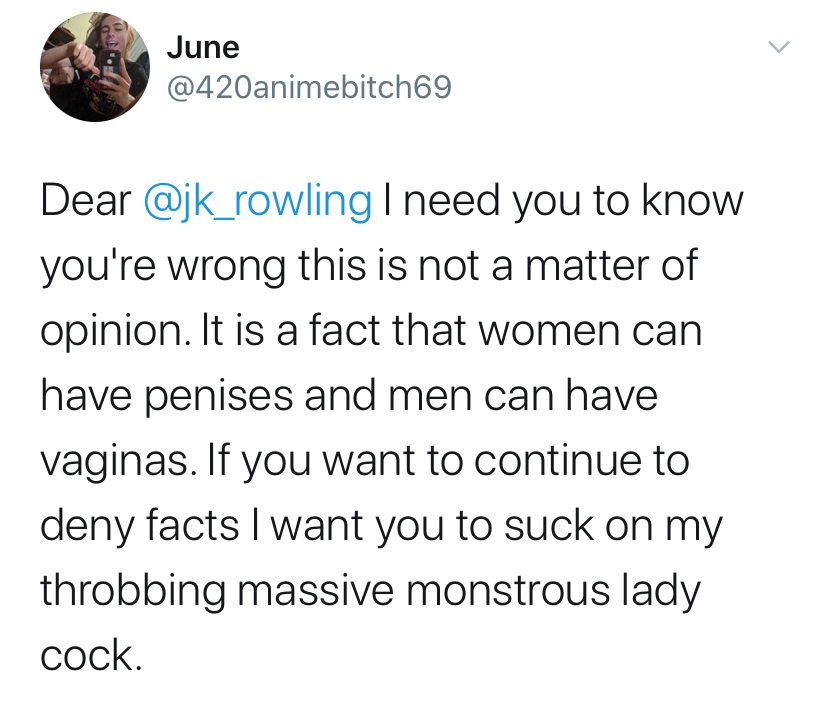 June
@420animebitch69
Dear @jk_rowling I need you to know
you're wrong this is not a matter of
opinion. It is a fact that women can
have penises and men can have
vaginas. If you want to continue to
deny facts I want you to suck on my
throbbing massive monstrous lady
cock.